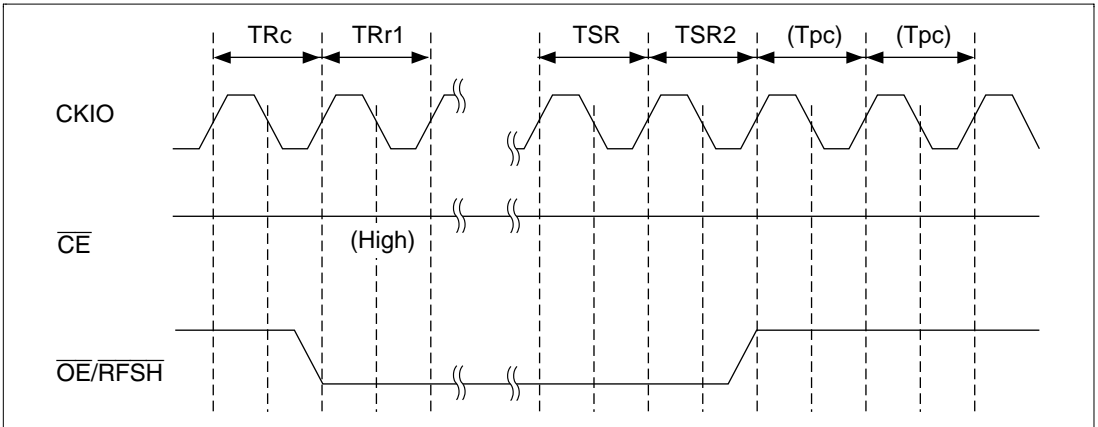 TRc TRr1 TSR TSR2 (Tpc) (Tpc)
CKIO
CE
(High)
OE/RFSH